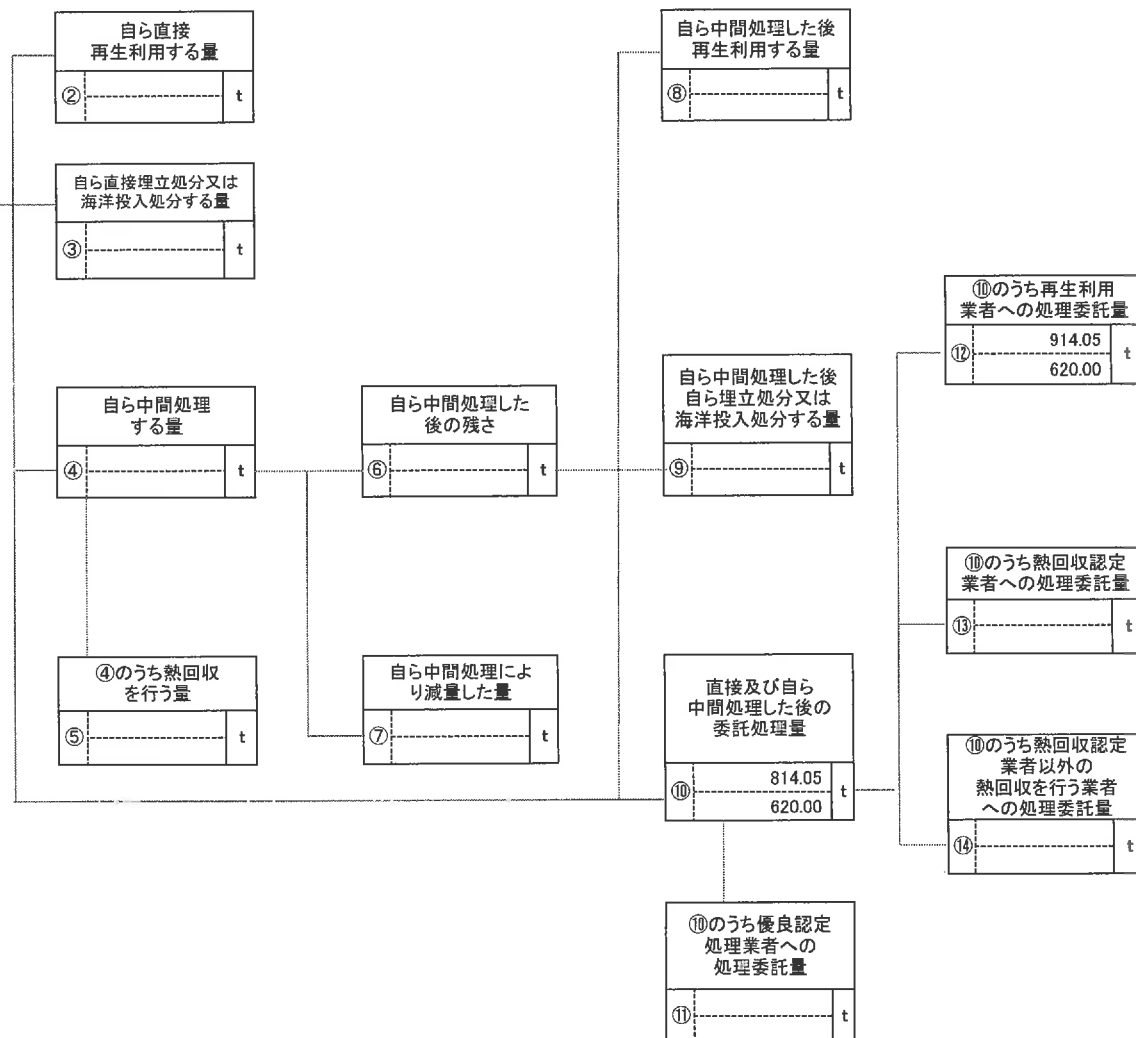 自ら直接
再生利用する量
② t
自ら直接埋立処分又は
海洋投入処分する量
③ t
自ら中間処理
する量
④ t
④のうち熱回収
を行う量
⑤ t
自ら中間処理した
後の残さ
⑥ t
自ら中間処理によ
り減量した量
⑦ t
自ら中間処理した後
再生利用する量
⑧ t
自ら中間処理した後
自ら埋立処分又は
海洋投入処分する量
⑨ t
直接及び自ら
中間処理した後の
委託処理量
814.05
⑩ t
620.00
⑩のうち優良認定
処理業者への
処理委託量
⑪ t
⑩のうち再生利用
業者への処理委託量
914.05
⑫ t
620.00
⑩のうち熱回収認定
業者への処理委託量
⑬ t
⑩のうち熱回収認定
業者以外の
熱回収を行う業者
への処理委託量
⑭ t